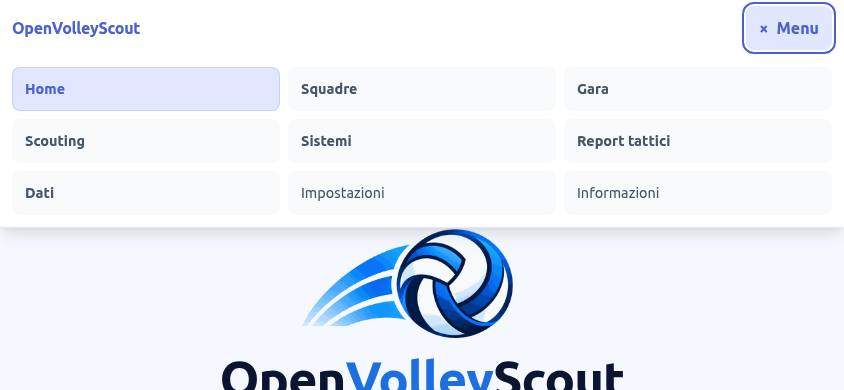 OpenVolleyScout
× Menu
Home
Squadre
Gara
Scouting
Sistemi
Report tattici
Dati
Impostazioni
Informazioni
OpenVolleyScout